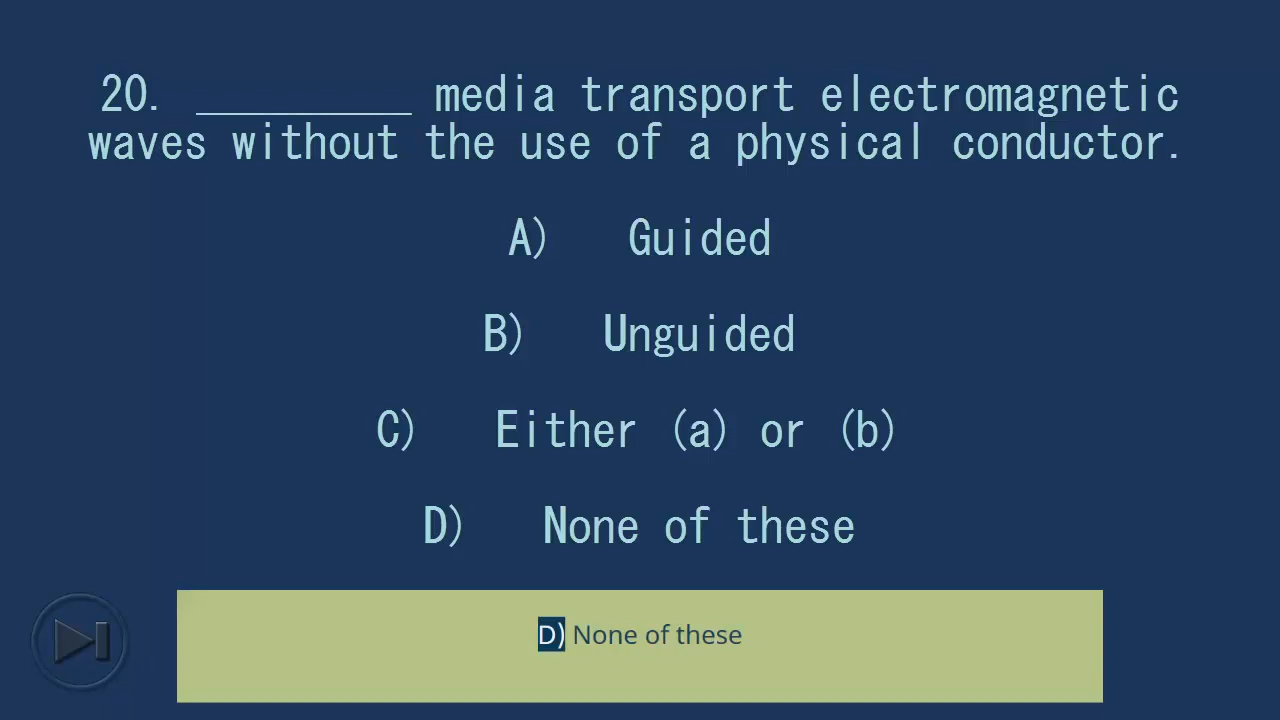 20. _________ media transport electromagnetic
waves without the use of a physical conductor.
A) Guided
B) Unguided
C) Either (a) or (b)
D) None of these
D) None of these